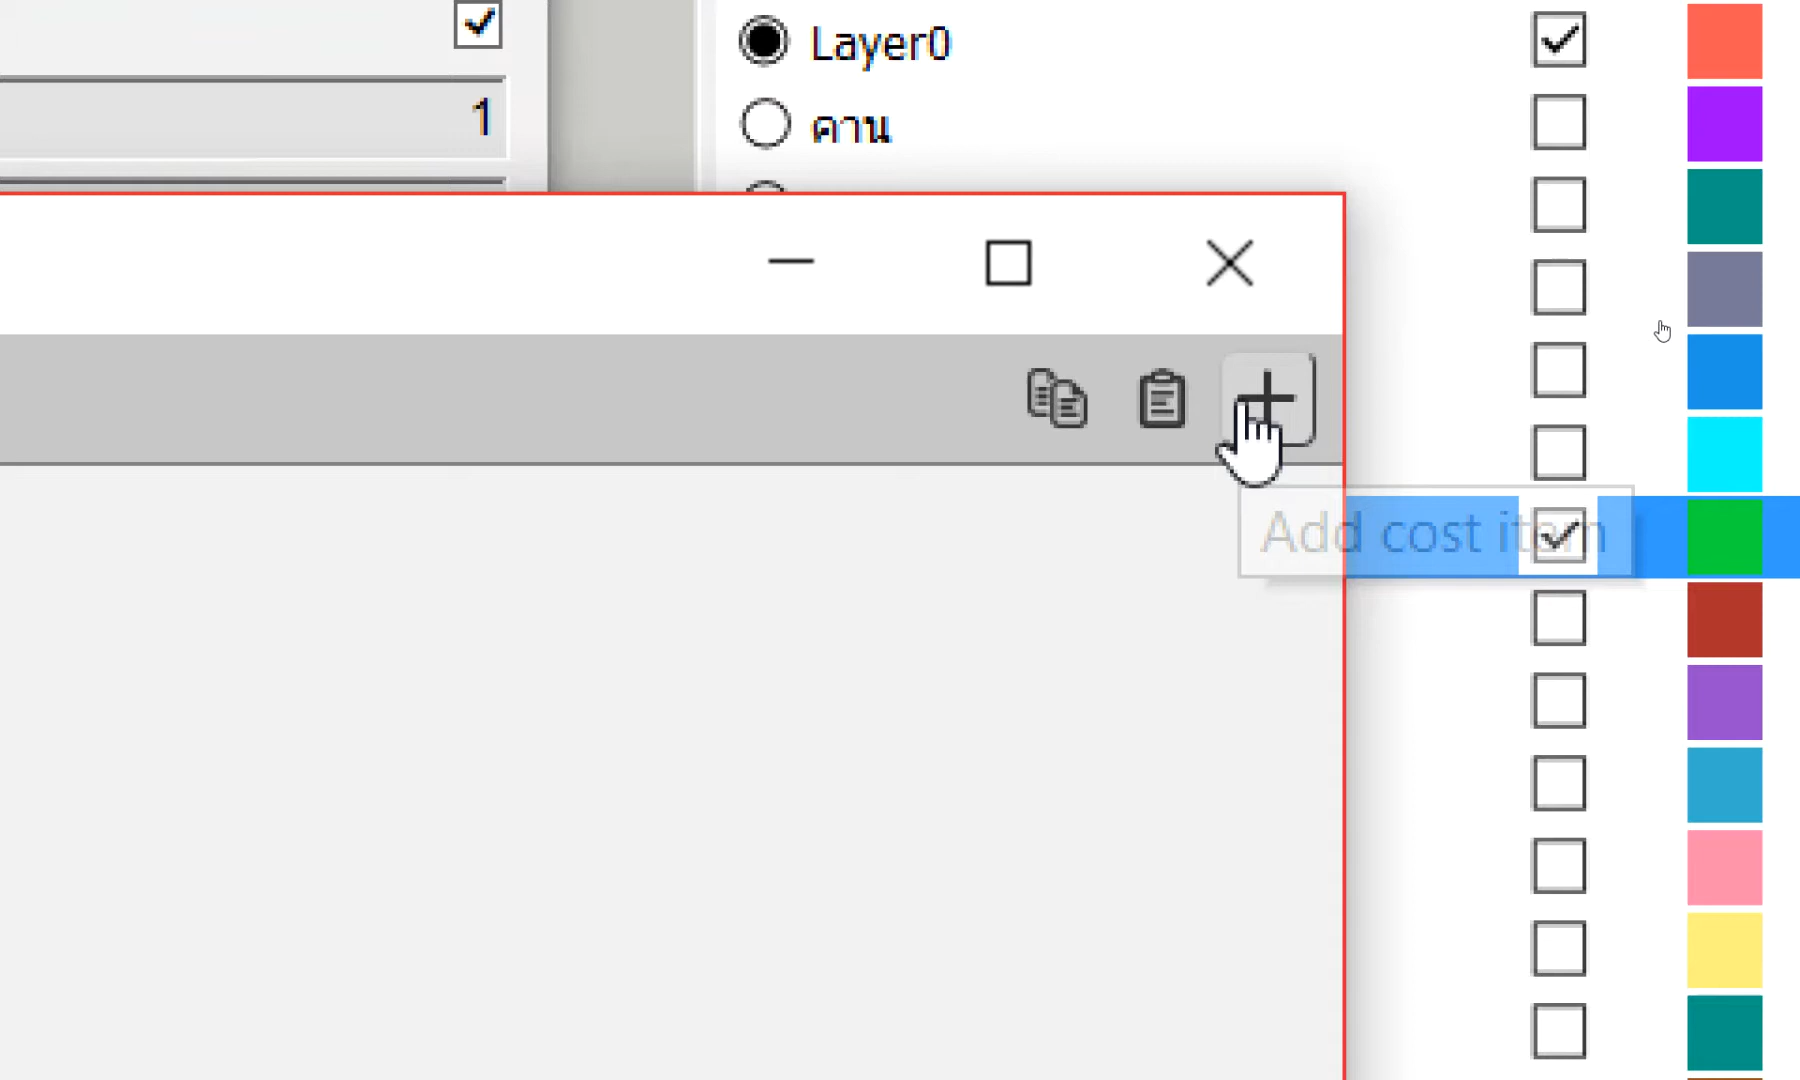 Layer0
1
คาน
Add cost item